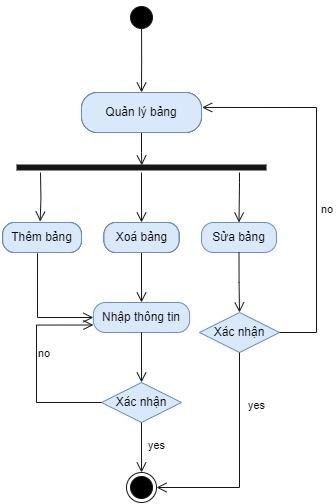 Quản lý bảng
no
Thêm bảng
Xoá bảng
Sửa bảng
Nhập thông tin
Xác nhận
no
Xác nhận
yes
yes